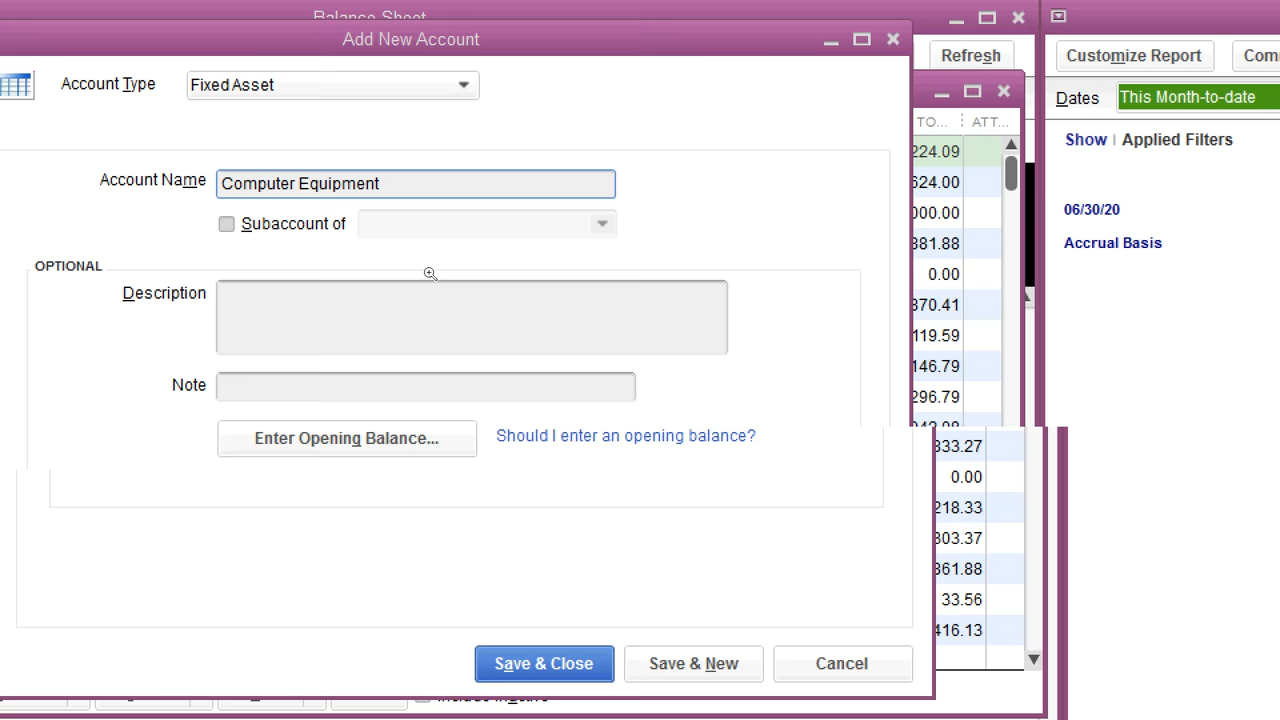 Balance Sheet
Add New Account
Refresh
Customize Report
Account Type
Fixed Asset
Dates
This Month-to-date
TO...
ATT...
Show | Applied Filters
Account Name
Computer Equipment
Subaccount of
06/30/20
Accrual Basis
OPTIONAL
Description
Note
Enter Opening Balance...
Should I enter an opening balance?
224.09
624.00
000.00
381.88
0.00
370.41
119.59
146.79
296.79
333.27
0.00
218.33
303.37
361.88
33.56
416.13
Save & Close
Save & New
Cancel